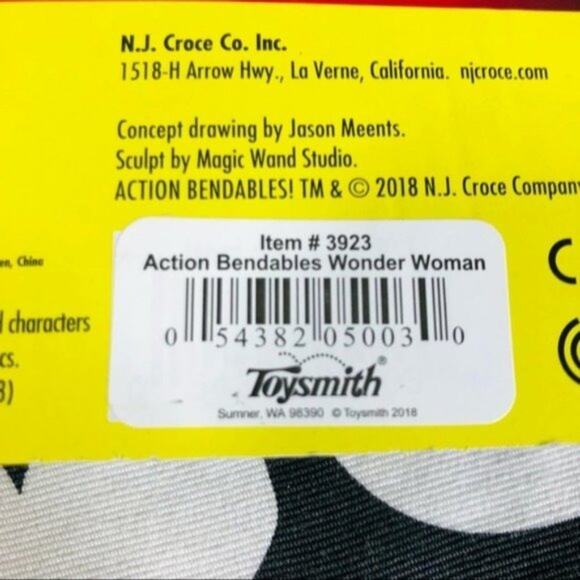 N.J. Croce Co. Inc.
1518-H Arrow Hwy., La Verne, California. njcroce.com
Concept drawing by Jason Meents.
Sculpt by Magic Wand Studio.
ACTION BENDABLES! TM & © 2018 N.J. Croce Company
Item # 3923
Action Bendables Wonder Woman
0 54382 05003 0
Toysmith®
Sumner, WA 98390 © Toysmith 2018
China
characters